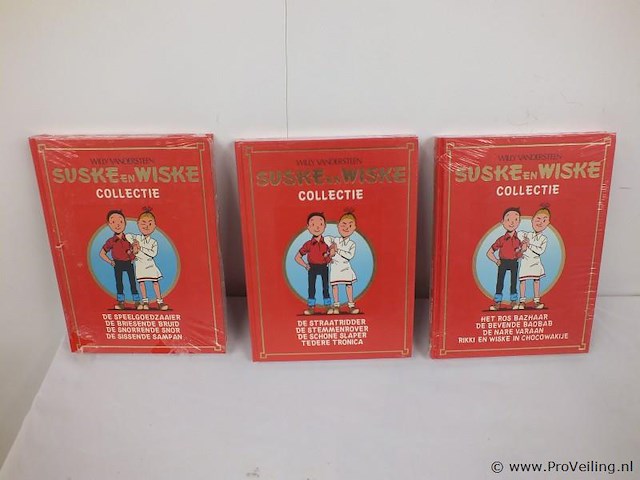 WILLY VANDERSTEEN
SUSKE EN WISKE
COLLECTIE
DE SPEELGOEDZAAIER
DE BRIESENDE BRUID
DE SNORRENDE SNOR
DE SISSENDE SAMPAN
WILLY VANDERSTEEN
SUSKE EN WISKE
COLLECTIE
DE STRAATRIDDER
DE STEMMENROVER
DE SCHONE SLAPER
TEDERE TRONICA
WILLY VANDERSTEEN
SUSKE EN WISKE
COLLECTIE
HET ROS BAZHAAR
DE BEVENDE BAOBAB
DE NARE VARAAN
RIKKI EN WISKE IN CHOCOWAKIJE
© www.ProVeiling.nl